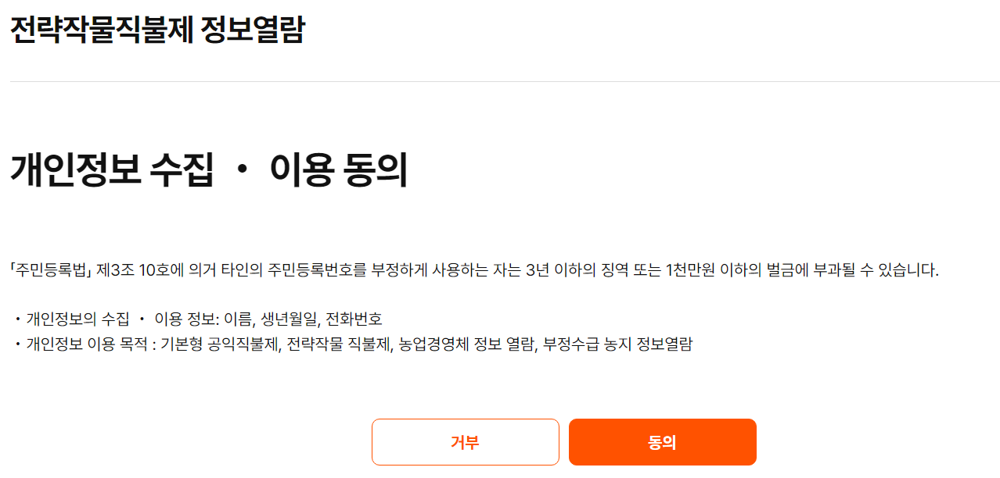 전략작물직불제 정보열람
개인정보 수집 • 이용 동의
「주민등록법」 제3조 10호에 의거 타인의 주민등록번호를 부정하게 사용하는 자는 3년 이하의 징역 또는 1천만원 이하의 벌금에 부과될 수 있습니다.
• 개인정보의 수집 • 이용 정보: 이름, 생년월일, 전화번호
• 개인정보 이용 목적 : 기본형 공익직불제, 전략작물 직불제, 농업경영체 정보 열람, 부정수급 농지 정보열람
거부 동의